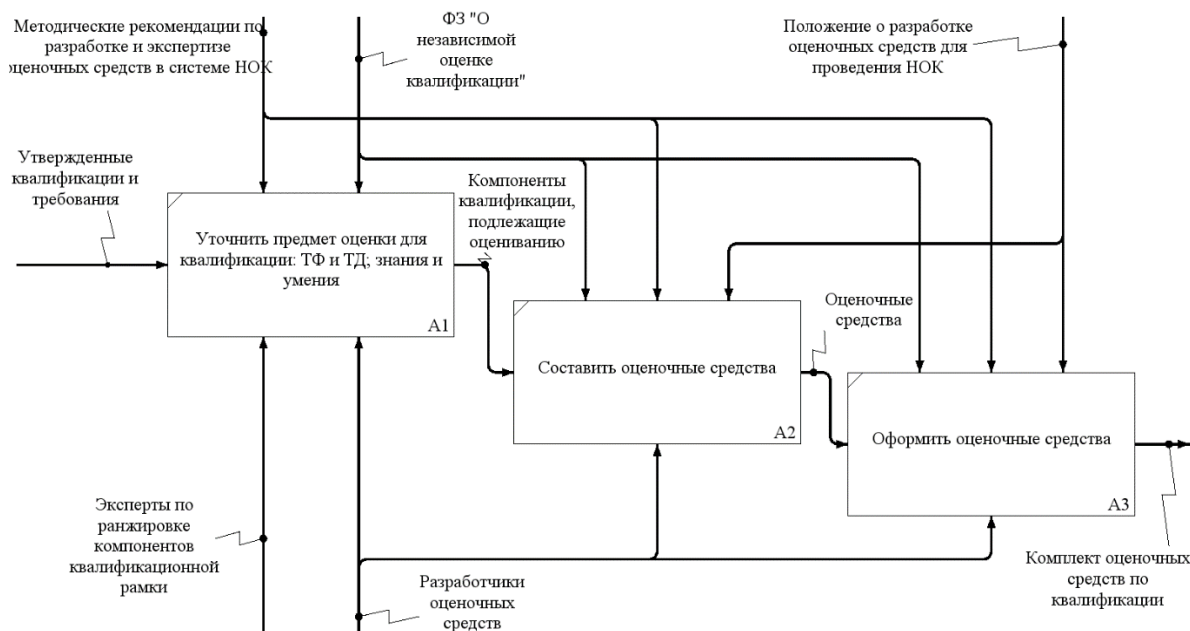 Методические рекомендации по
разработке и экспертизе
оценочных средств в системе НОК
ФЗ "О
независимой
оценке
квалификации"
Положение о разработке
оценочных средств для
проведения НОК
Утвержденные
квалификации и
требования
Компоненты
квалификации,
подлежащие
оцениванию
Уточнить предмет оценки для
квалификации: ТФ и ТД; знания и
умения
А1
Оценочные
средства
Составить оценочные средства
А2
Оформить оценочные средства
А3
Эксперты по
ранжировке
компонентов
квалификационной
рамки
Разработчики
оценочных
средств
Комплект оценочных
средств по
квалификации